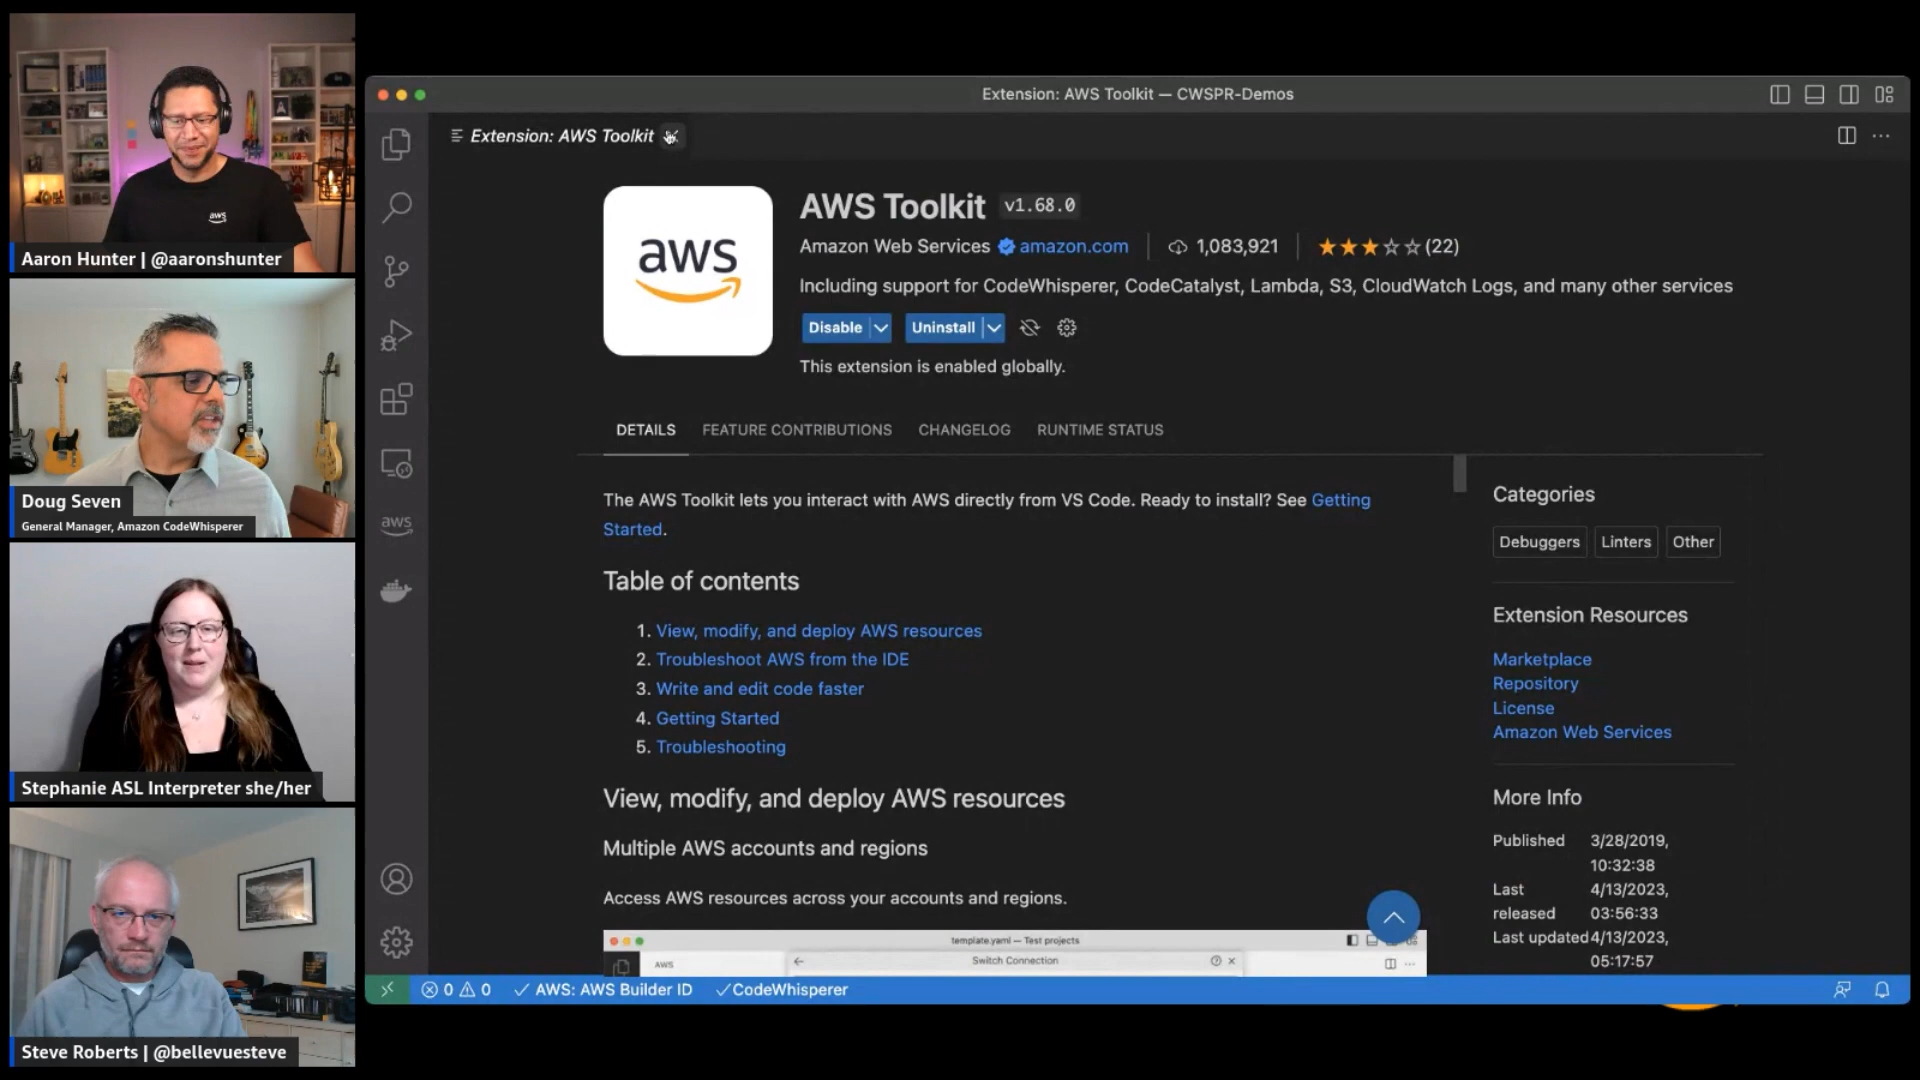 aws
Aaron Hunter | @aaronshunter
Doug Seven
General Manager, Amazon CodeWhisperer
Stephanie ASL Interpreter she/her
Steve Roberts | @bellevuesteve
Extension: AWS Toolkit — CWSPR-Demos
Extension: AWS Toolkit
aws
AWS Toolkit v1.68.0
Amazon Web Services amazon.com 1,083,921 (22)
Including support for CodeWhisperer, CodeCatalyst, Lambda, S3, CloudWatch Logs, and many other services
Disable Uninstall
This extension is enabled globally.
DETAILS FEATURE CONTRIBUTIONS CHANGELOG RUNTIME STATUS
The AWS Toolkit lets you interact with AWS directly from VS Code. Ready to install? See Getting
Started.
Table of contents
1. View, modify, and deploy AWS resources
2. Troubleshoot AWS from the IDE
3. Write and edit code faster
4. Getting Started
5. Troubleshooting
View, modify, and deploy AWS resources
Multiple AWS accounts and regions
Access AWS resources across your accounts and regions.
template.yaml — Test projects
AWS
Switch Connection
Categories
Debuggers Linters Other
Extension Resources
Marketplace
Repository
License
Amazon Web Services
More Info
Published 3/28/2019,
10:32:38
Last 4/13/2023,
released 03:56:33
Last updated 4/13/2023,
05:17:57
aws
0 0 AWS: AWS Builder ID CodeWhisperer